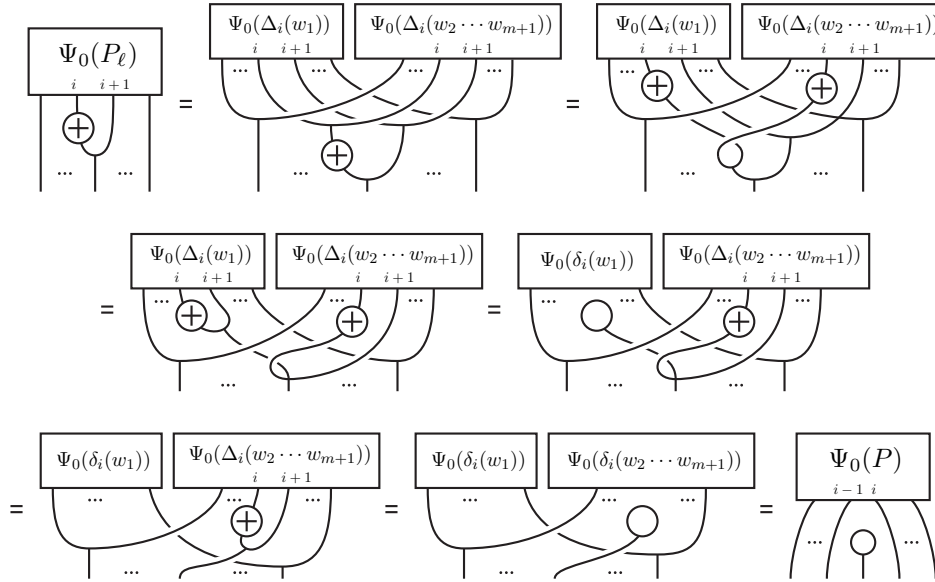 Ψ₀(Δᵢ(w₁)) Ψ₀(Δᵢ(w₂ ⋯ wₘ₊₁)) Ψ₀(Δᵢ(w₁)) Ψ₀(Δᵢ(w₂ ⋯ wₘ₊₁))
Ψ₀(P_ℓ)
i i + 1 i i + 1 i i + 1 i i + 1 i i + 1
... ... ... ...
+ + +
= =
+
... ... ... ... ... ...
Ψ₀(Δᵢ(w₁)) Ψ₀(Δᵢ(w₂ ⋯ wₘ₊₁)) Ψ₀(δᵢ(w₁)) Ψ₀(Δᵢ(w₂ ⋯ wₘ₊₁))
i i + 1 i i + 1 i i + 1
... ... ... ...
= + + = +
... ... ... ...
Ψ₀(δᵢ(w₁)) Ψ₀(Δᵢ(w₂ ⋯ wₘ₊₁)) Ψ₀(δᵢ(w₁)) Ψ₀(δᵢ(w₂ ⋯ wₘ₊₁)) Ψ₀(P)
i i + 1 i − 1 i
... ... ... ...
= + = =
... ... ... ... ... ...